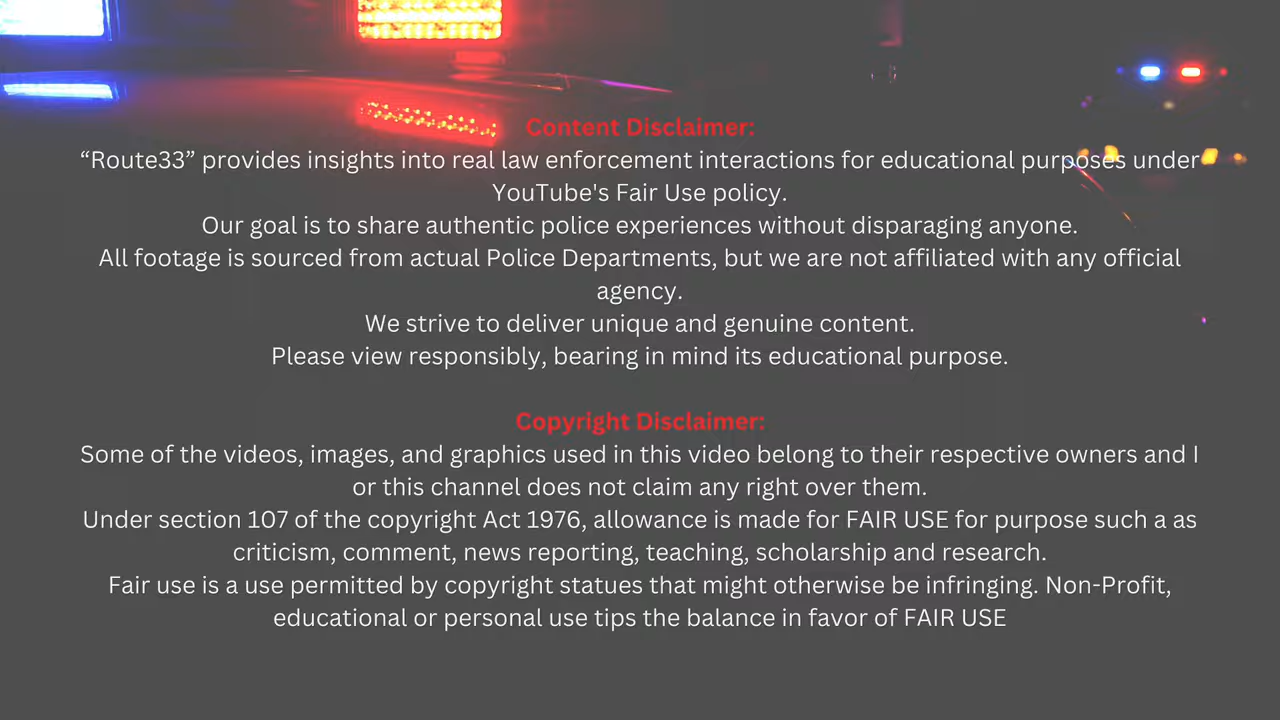 Content Disclaimer:
“Route33” provides insights into real law enforcement interactions for educational purposes under
YouTube's Fair Use policy.
Our goal is to share authentic police experiences without disparaging anyone.
All footage is sourced from actual Police Departments, but we are not affiliated with any official
agency.
We strive to deliver unique and genuine content.
Please view responsibly, bearing in mind its educational purpose.
Copyright Disclaimer:
Some of the videos, images, and graphics used in this video belong to their respective owners and I
or this channel does not claim any right over them.
Under section 107 of the copyright Act 1976, allowance is made for FAIR USE for purpose such a as
criticism, comment, news reporting, teaching, scholarship and research.
Fair use is a use permitted by copyright statues that might otherwise be infringing. Non-Profit,
educational or personal use tips the balance in favor of FAIR USE